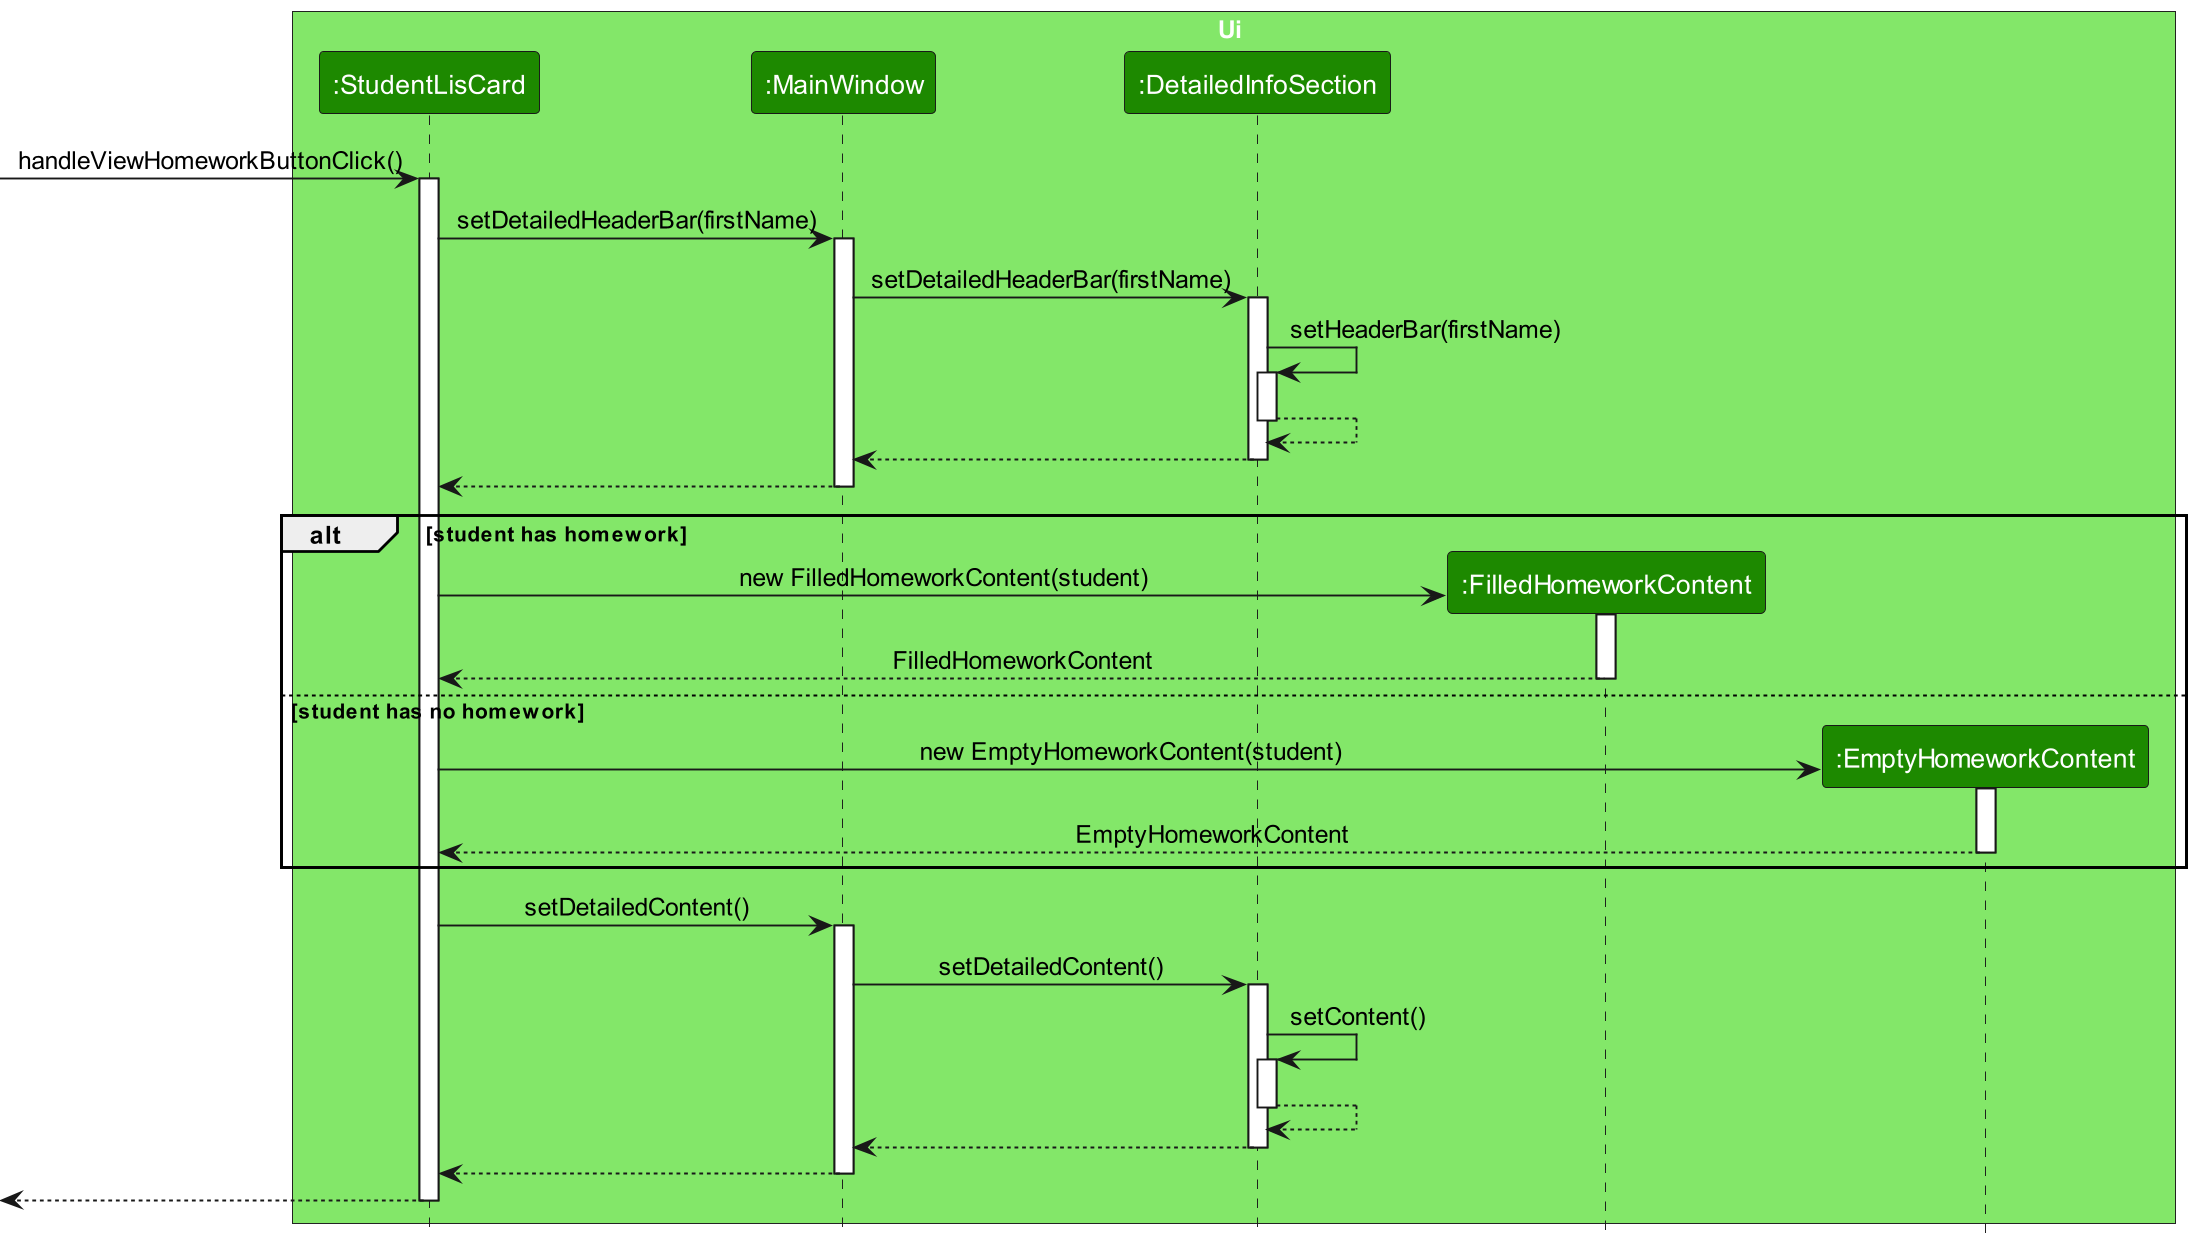 Ui
:StudentLisCard
:MainWindow
:DetailedInfoSection
handleViewHomeworkButtonClick()
setDetailedHeaderBar(firstName)
setDetailedHeaderBar(firstName)
setHeaderBar(firstName)
alt
[student has homework]
new FilledHomeworkContent(student)
:FilledHomeworkContent
FilledHomeworkContent
[student has no homework]
new EmptyHomeworkContent(student)
:EmptyHomeworkContent
EmptyHomeworkContent
setDetailedContent()
setDetailedContent()
setContent()